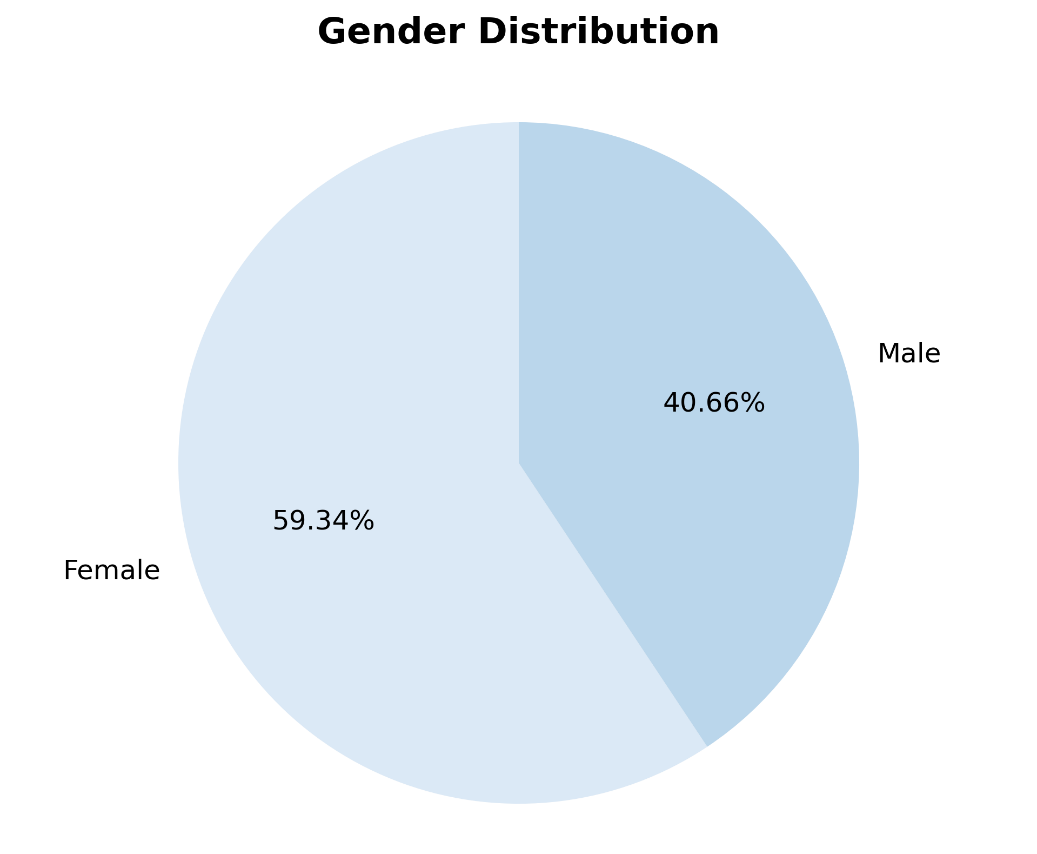 Gender Distribution
Male
40.66%
59.34%
Female